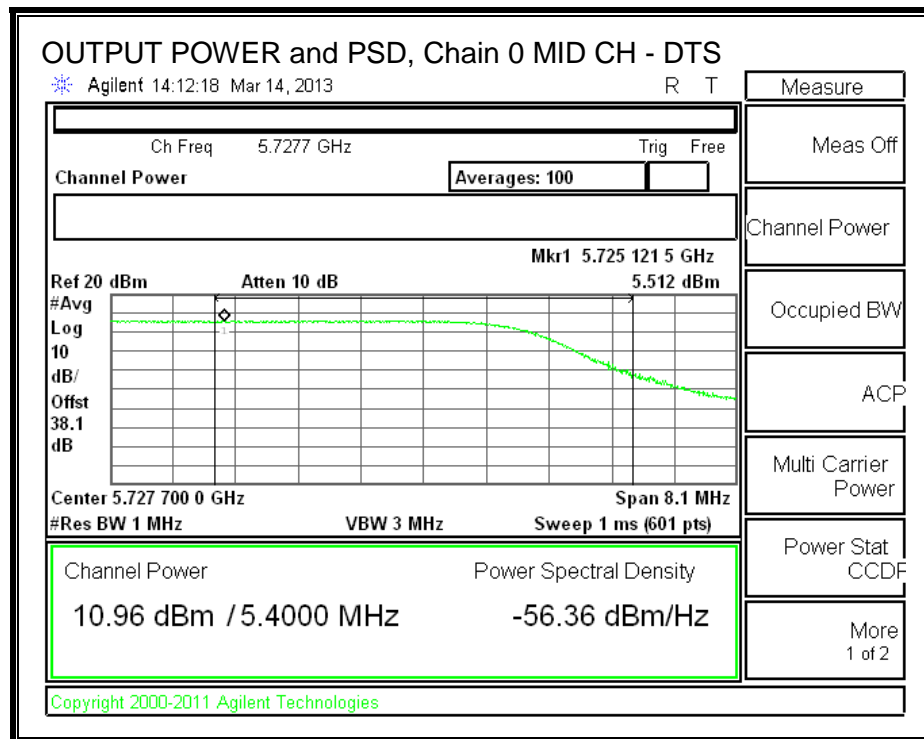 OUTPUT POWER and PSD, Chain 0 MID CH - DTS
Agilent 14:12:18 Mar 14, 2013 R T
Measure
Ch Freq 5.7277 GHz Trig Free
Meas Off
Channel Power Averages: 100
Channel Power
Mkr1 5.725 121 5 GHz
Ref 20 dBm Atten 10 dB 5.512 dBm
#Avg
Log
10
dB/
Offst
38.1
dB
1
Occupied BW
ACP
Center 5.727 700 0 GHz Span 8.1 MHz
#Res BW 1 MHz VBW 3 MHz Sweep 1 ms (601 pts)
Multi Carrier
Power
Channel Power Power Spectral Density
10.96 dBm / 5.4000 MHz -56.36 dBm/Hz
Power Stat
CCDF
More
1 of 2
Copyright 2000-2011 Agilent Technologies